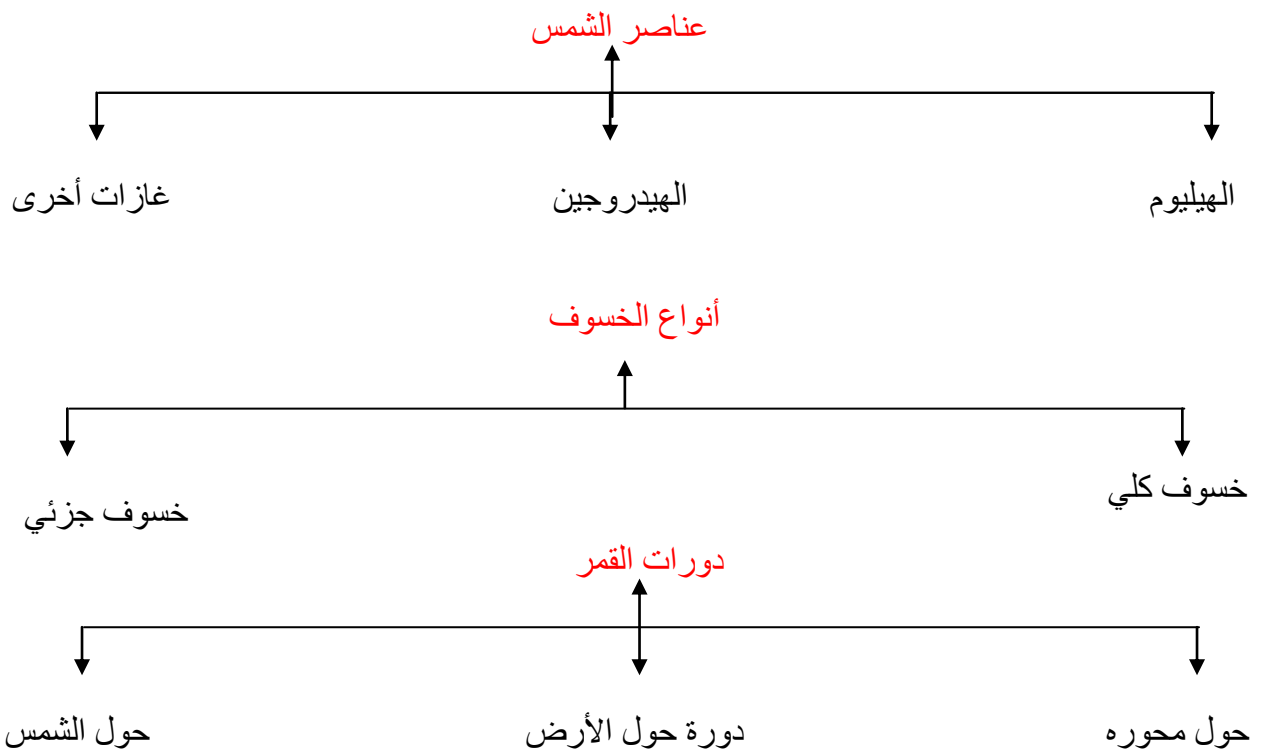 عناصر الشمس
الهيليوم الهيدروجين غازات أخرى
أنواع الخسوف
خسوف كلي خسوف جزئي
دورات القمر
حول محوره دورة حول الأرض حول الشمس